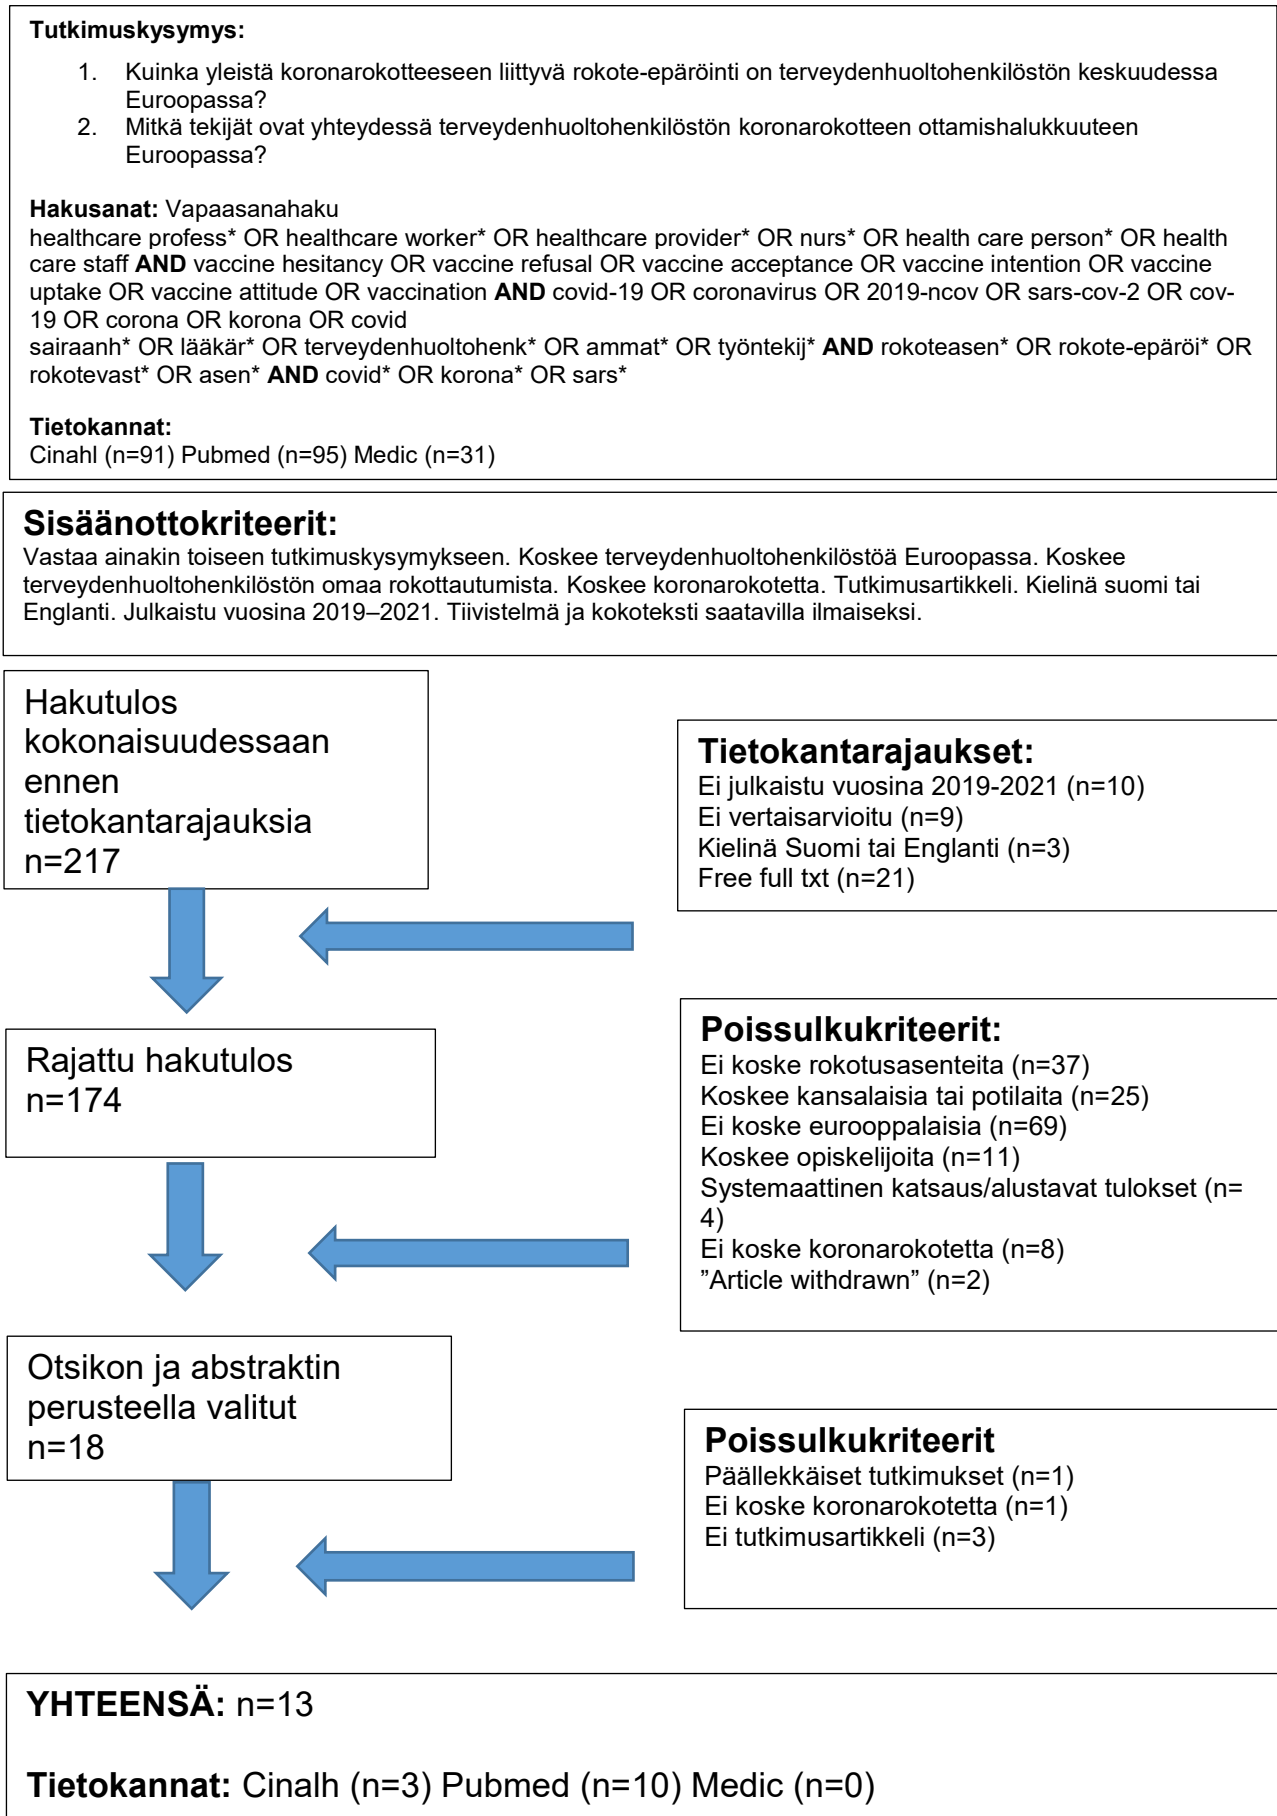 Tutkimuskysymys:
1. Kuinka yleistä koronarokotteeseen liittyvä rokote-epäröinti on terveydenhuoltohenkilöstön keskuudessa
Euroopassa?
2. Mitkä tekijät ovat yhteydessä terveydenhuoltohenkilöstön koronarokotteen ottamishalukkuuteen
Euroopassa?
Hakusanat: Vapaasanahaku
healthcare profess* OR healthcare worker* OR healthcare provider* OR nurs* OR health care person* OR health
care staff AND vaccine hesitancy OR vaccine refusal OR vaccine acceptance OR vaccine intention OR vaccine
uptake OR vaccine attitude OR vaccination AND covid-19 OR coronavirus OR 2019-ncov OR sars-cov-2 OR cov-
19 OR corona OR korona OR covid
sairaanh* OR lääkär* OR terveydenhuoltohenk* OR ammat* OR työntekij* AND rokoteasen* OR rokote-epäröi* OR
rokotevast* OR asen* AND covid* OR korona* OR sars*
Tietokannat:
Cinahl (n=91) Pubmed (n=95) Medic (n=31)
Sisäänottokriteerit:
Vastaa ainakin toiseen tutkimuskysymykseen. Koskee terveydenhuoltohenkilöstöä Euroopassa. Koskee
terveydenhuoltohenkilöstön omaa rokottautumista. Koskee koronarokotetta. Tutkimusartikkeli. Kielinä suomi tai
Englanti. Julkaistu vuosina 2019–2021. Tiivistelmä ja kokoteksti saatavilla ilmaiseksi.
Hakutulos
kokonaisuudessaan
ennen
tietokantarajauksia
n=217
Tietokantarajaukset:
Ei julkaistu vuosina 2019-2021 (n=10)
Ei vertaisarvioitu (n=9)
Kielinä Suomi tai Englanti (n=3)
Free full txt (n=21)
Rajattu hakutulos
n=174
Poissulkukriteerit:
Ei koske rokotusasenteita (n=37)
Koskee kansalaisia tai potilaita (n=25)
Ei koske eurooppalaisia (n=69)
Koskee opiskelijoita (n=11)
Systemaattinen katsaus/alustavat tulokset (n=
4)
Ei koske koronarokotetta (n=8)
”Article withdrawn” (n=2)
Otsikon ja abstraktin
perusteella valitut
n=18
Poissulkukriteerit
Päällekkäiset tutkimukset (n=1)
Ei koske koronarokotetta (n=1)
Ei tutkimusartikkeli (n=3)
YHTEENSÄ: n=13
Tietokannat: Cinalh (n=3) Pubmed (n=10) Medic (n=0)